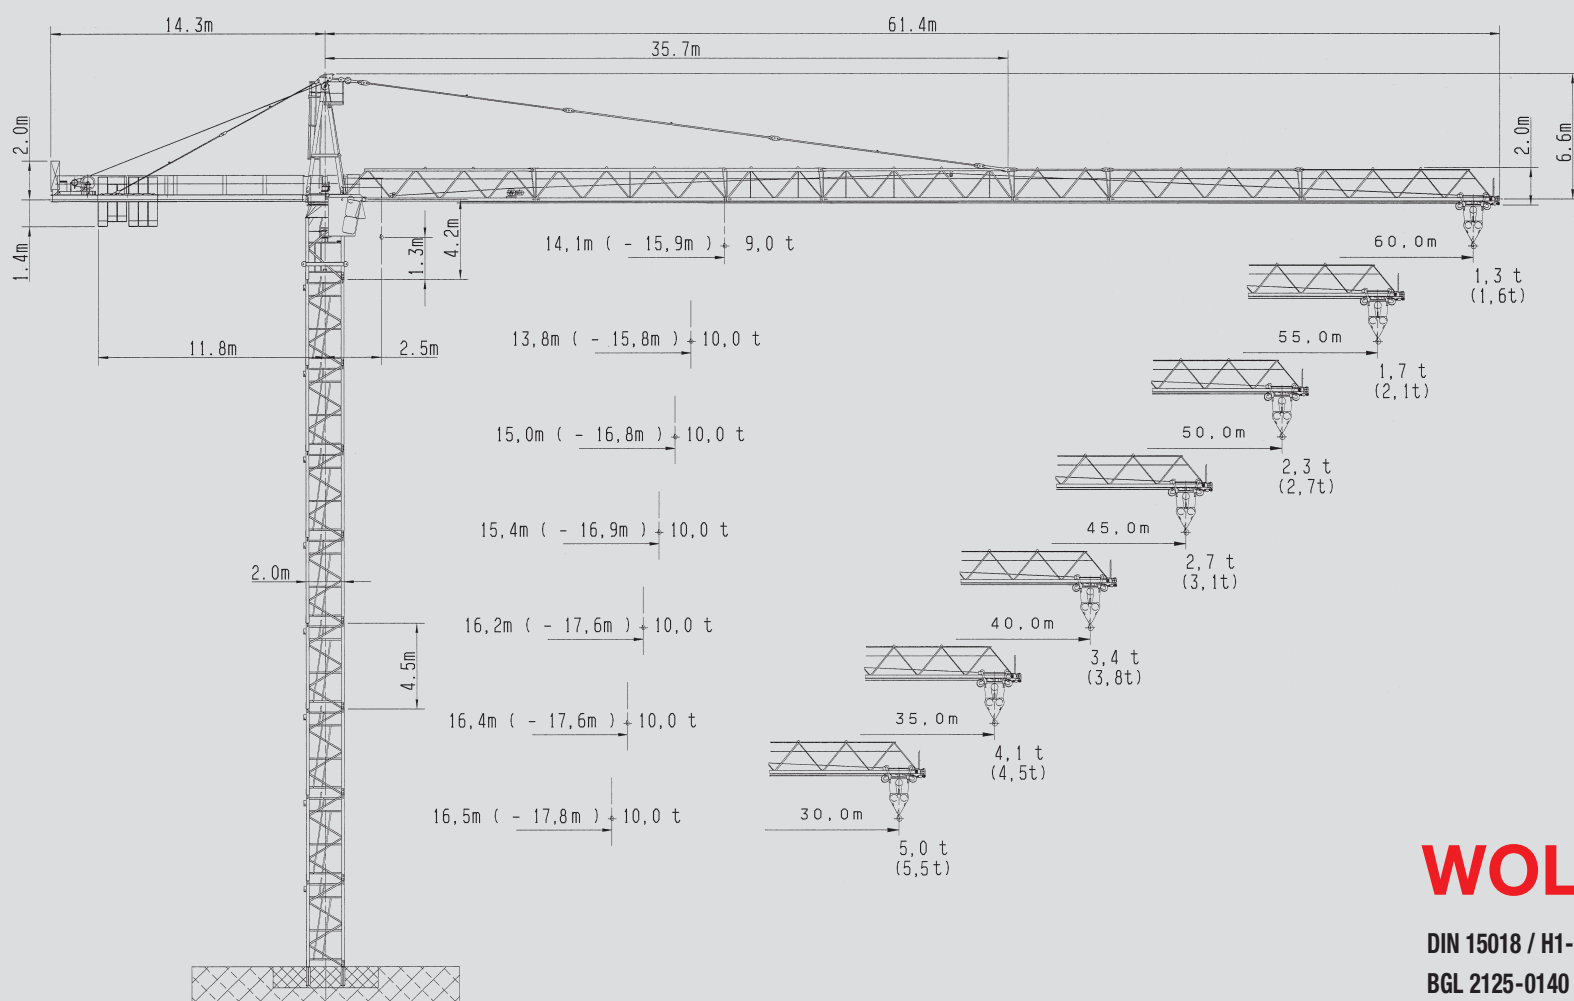 14.3m
61.4m
35.7m
2.0m
2.0m
6.6m
1.4m
1.3m
4.2m
14,1m ( - 15,9m ) 9,0 t
60,0m
1,3 t
(1,6t)
13,8m ( - 15,8m ) 10,0 t
55,0m
1,7 t
(2,1t)
11.8m
2.5m
15,0m ( - 16,8m ) 10,0 t
50,0m
2,3 t
(2,7t)
15,4m ( - 16,9m ) 10,0 t
45,0m
2,7 t
(3,1t)
2.0m
16,2m ( - 17,6m ) 10,0 t
40,0m
3,4 t
(3,8t)
4.5m
16,4m ( - 17,6m ) 10,0 t
35,0m
4,1 t
(4,5t)
16,5m ( - 17,8m ) 10,0 t
30,0m
5,0 t
(5,5t)
WOL
DIN 15018 / H1-
BGL 2125-0140